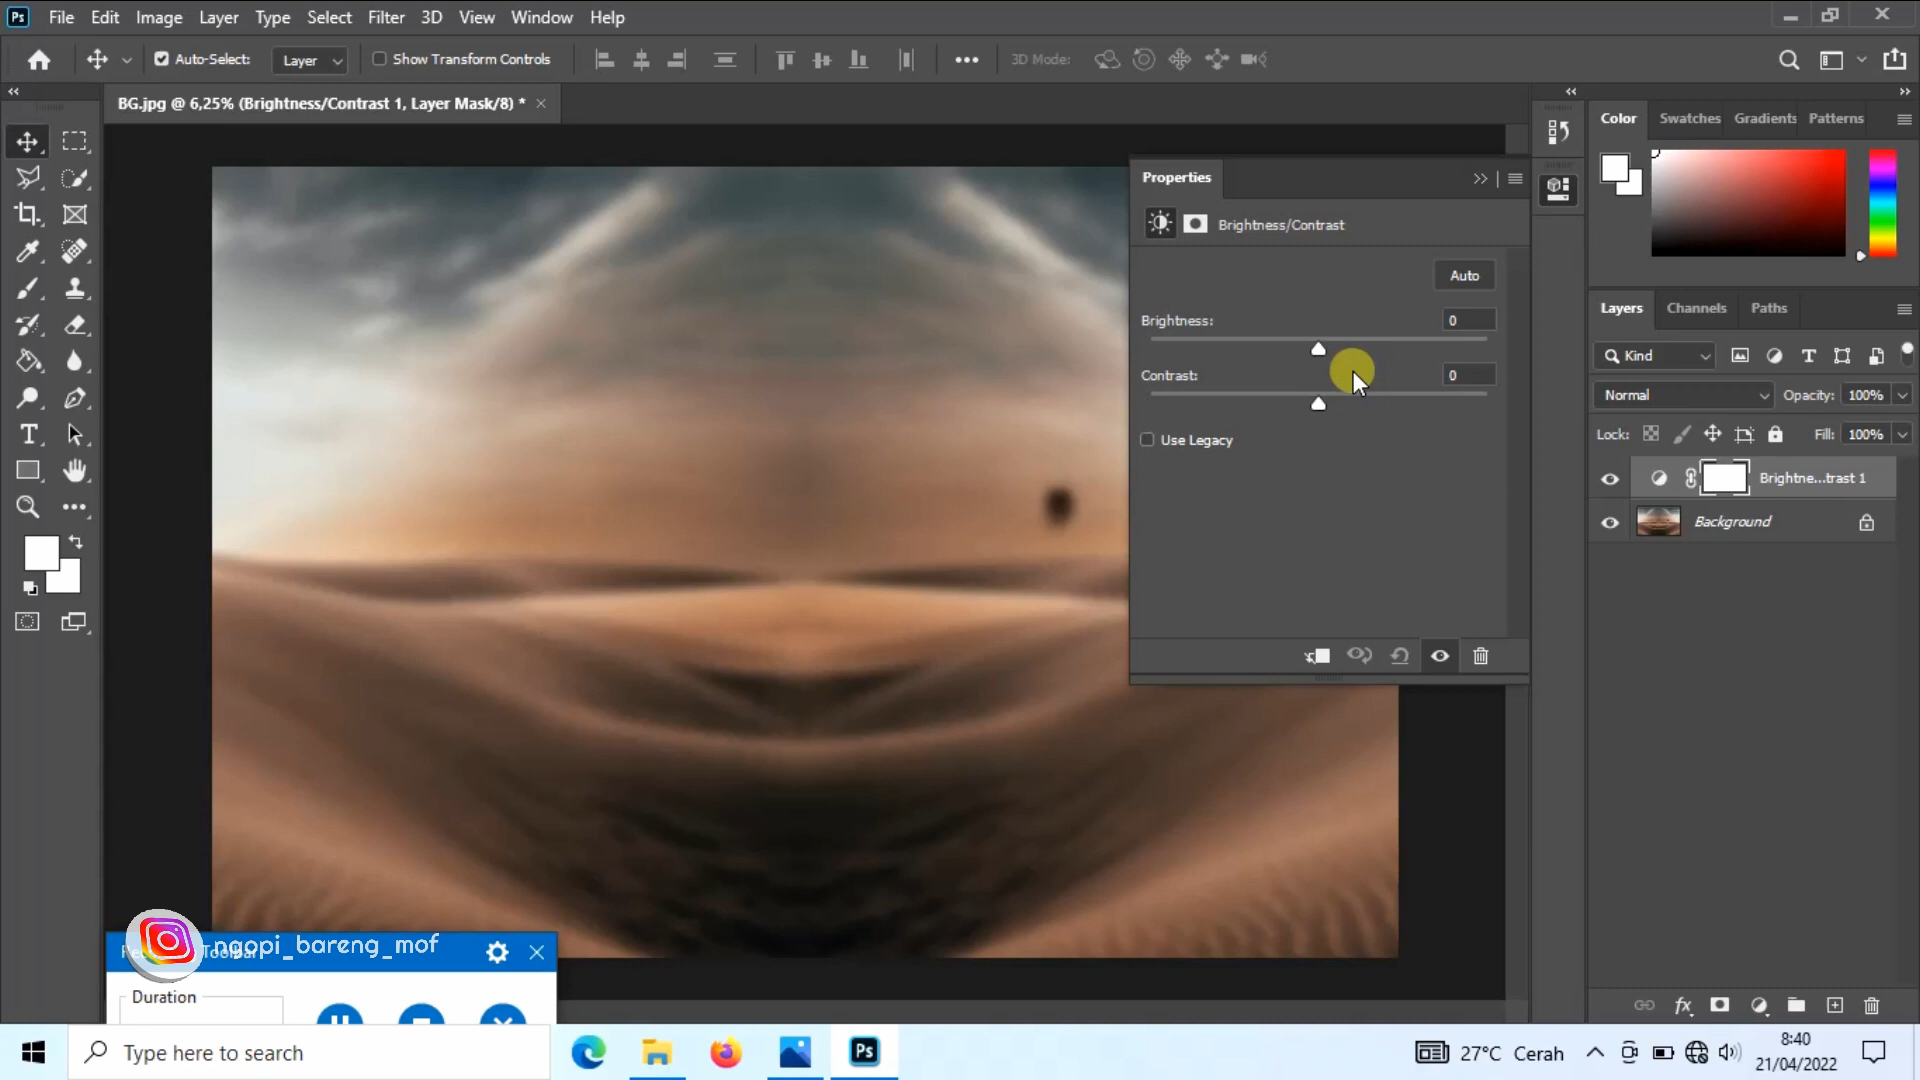 Ps File Edit Image Layer Type Select Filter 3D View Window Help
Auto-Select: Layer Show Transform Controls 3D Mode:
BG.jpg @ 6,25% (Brightness/Contrast 1, Layer Mask/8) *
Color Swatches Gradients Patterns
Properties
Brightness/Contrast
Auto
Brightness: 0
Contrast: 0
Use Legacy
Layers Channels Paths
Kind
Normal Opacity: 100%
Lock: Fill: 100%
Brightne...trast 1
Background
ngopi_bareng_mof
Duration
Type here to search
Ps
27°C Cerah
8:40
21/04/2022